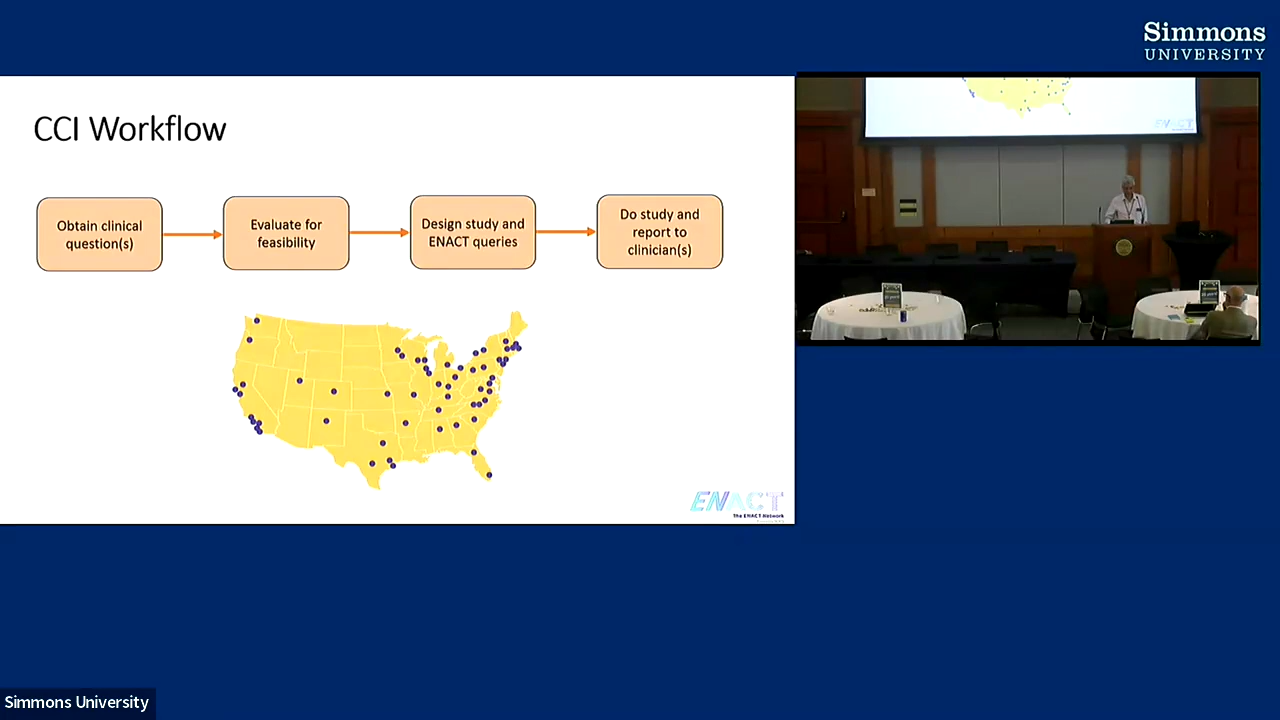 Simmons
UNIVERSITY
CCI Workflow
Obtain clinical
question(s)
Evaluate for
feasibility
Design study and
ENACT queries
Do study and
report to
clinician(s)
ENACT
The ENACT Network
ENACT
Simmons University